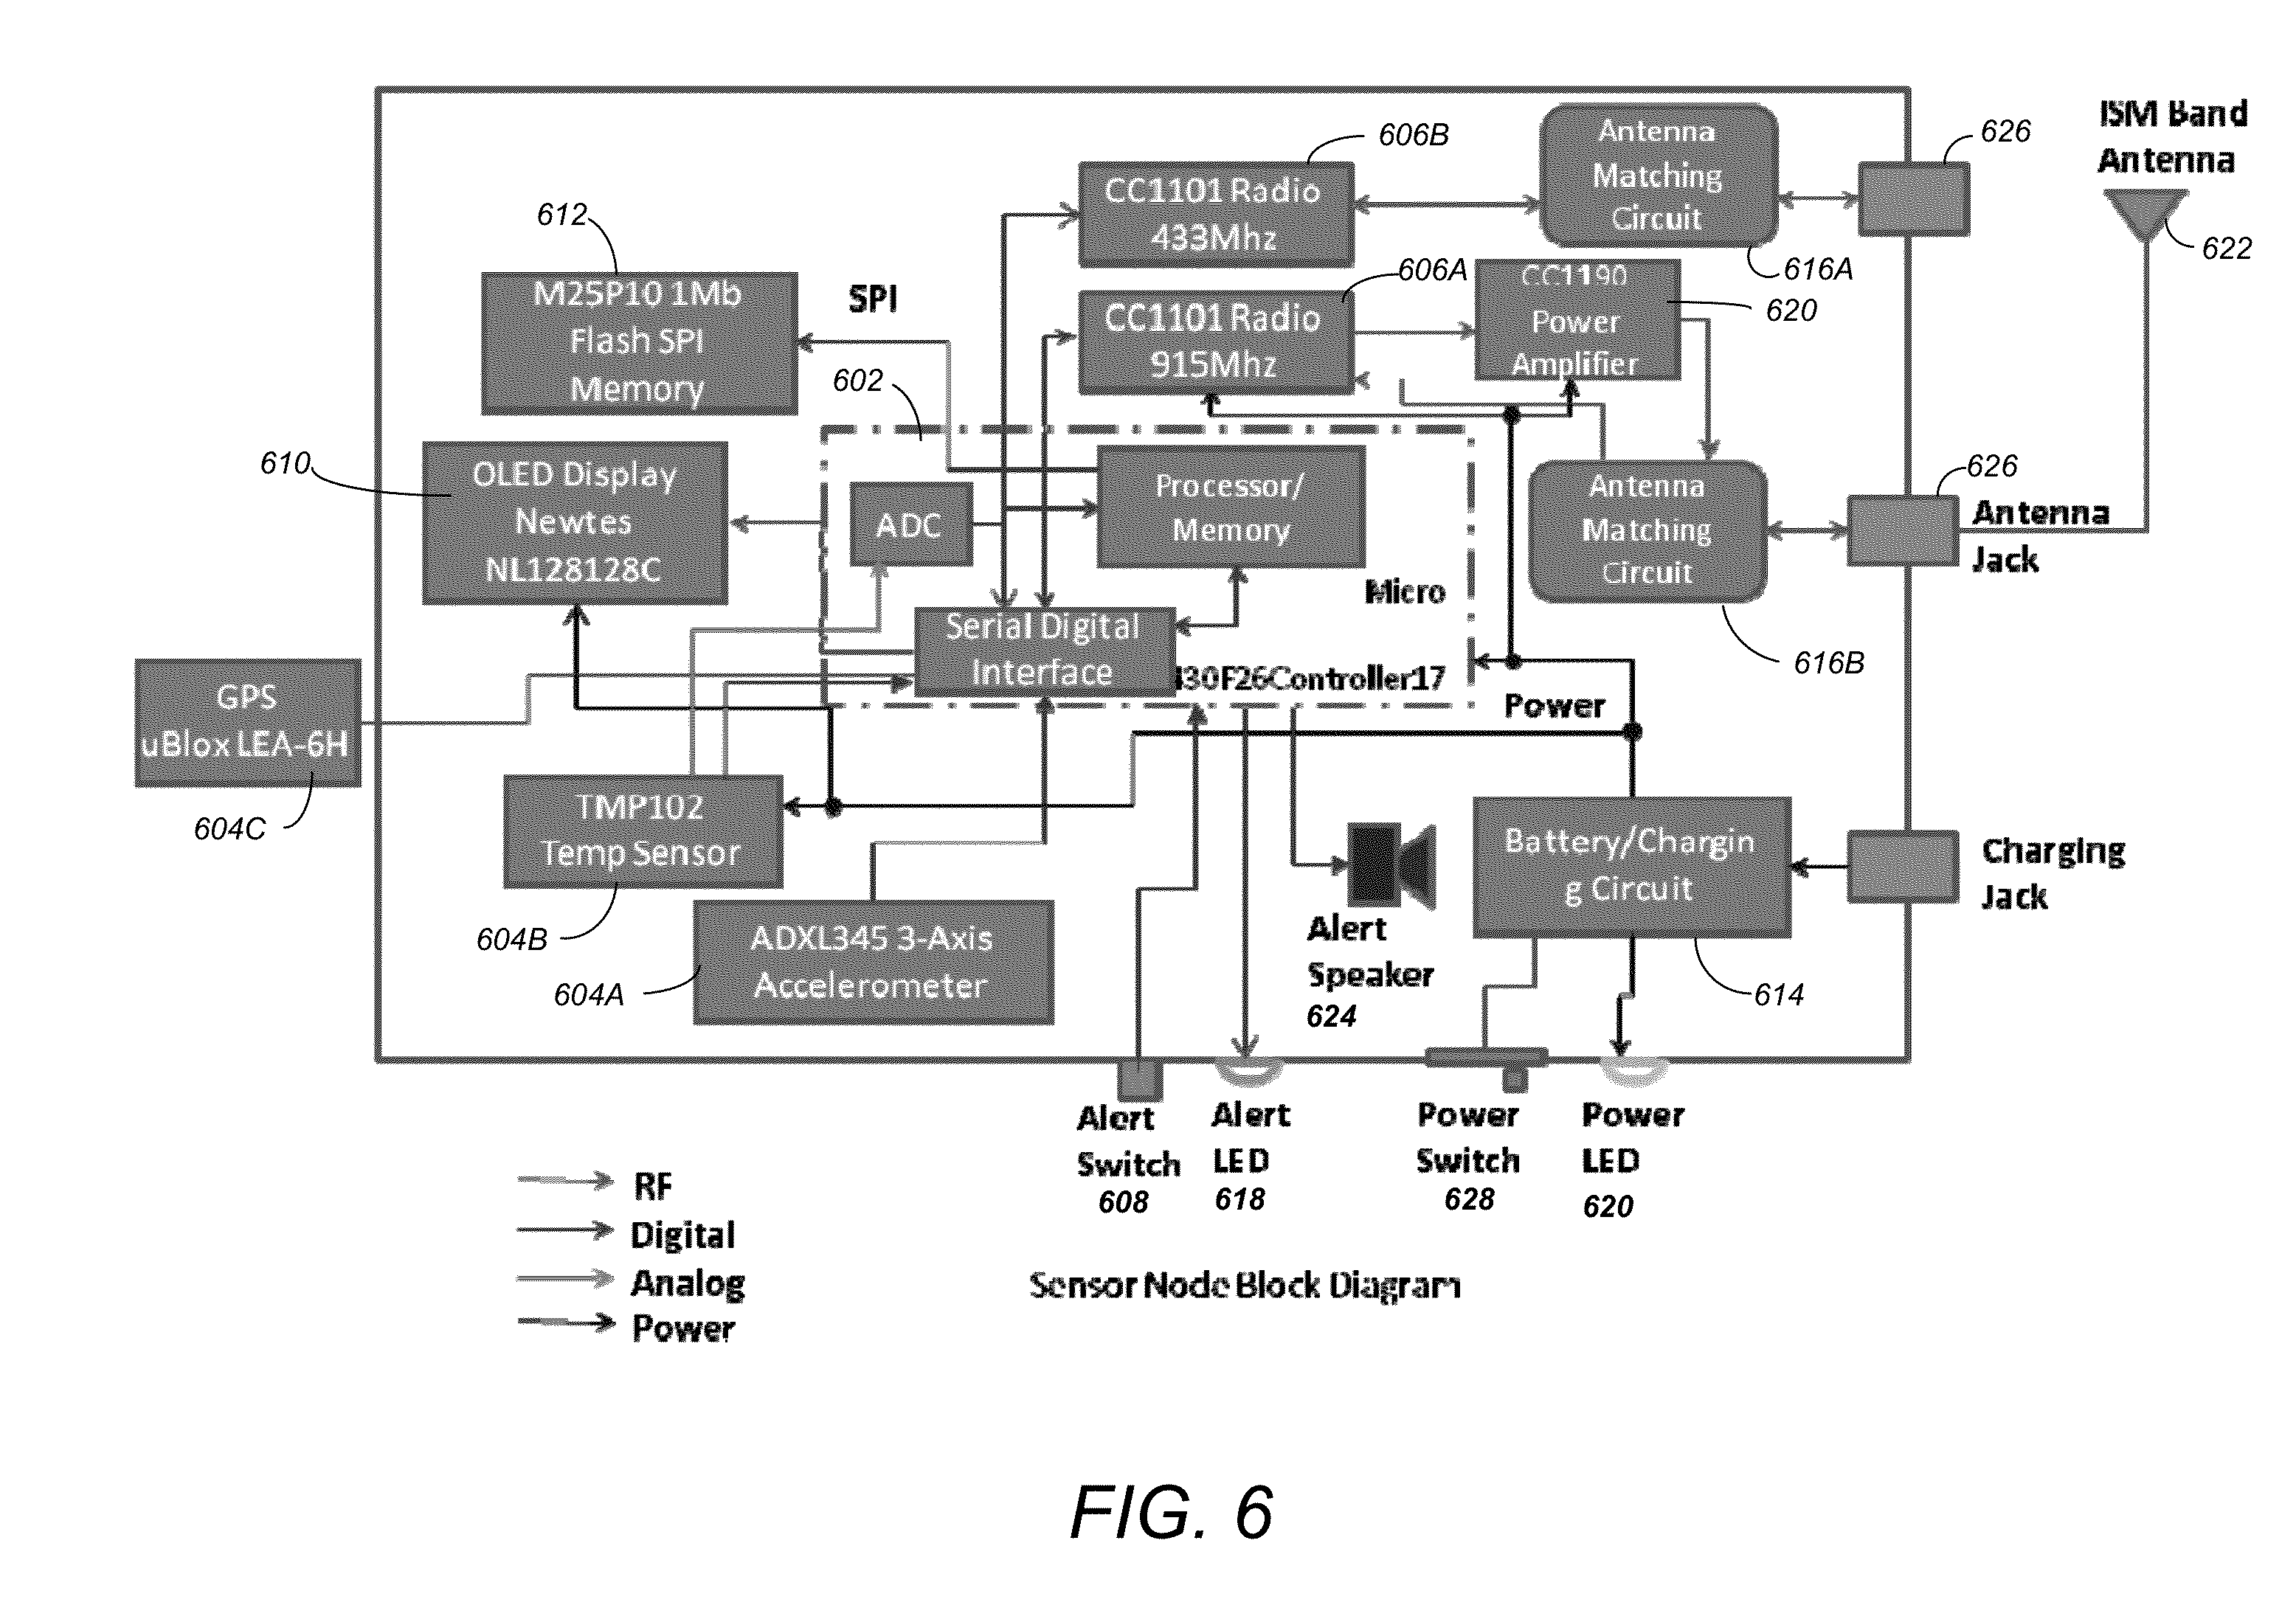 ISM Band
Antenna
622
626
Antenna
Matching
Circuit
616A
606B
CC1101 Radio
433Mhz
612
M25P10 1Mb
Flash SPI
Memory
SPI
606A
CC1101 Radio
915Mhz
CC1190
Power
Amplifier
620
602
610
OLED Display
Newtes
NL128128C
ADC
Processor/
Memory
Micro
Antenna
Matching
Circuit
616B
626
Antenna
Jack
Serial Digital
Interface
430F26Controller17
Power
GPS
uBlox LEA-6H
604C
TMP102
Temp Sensor
604B
ADXL345 3-Axis
Accelerometer
604A
Alert
Speaker
624
Battery/Chargin
g Circuit
614
Charging
Jack
Alert
Switch
608
Alert
LED
618
Power
Switch
628
Power
LED
620
RF
Digital
Analog
Power
Sensor Node Block Diagram
FIG. 6